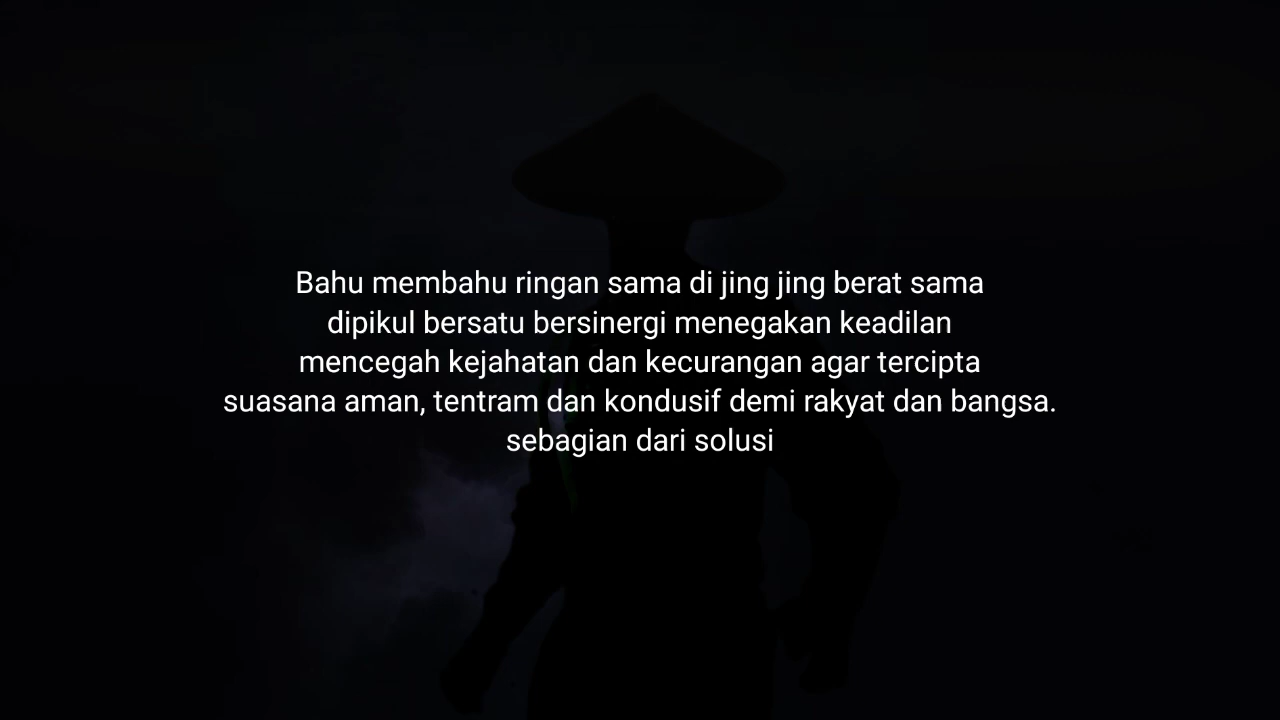 Bahu membahu ringan sama di jing jing berat sama
dipikul bersatu bersinergi menegakan keadilan
mencegah kejahatan dan kecurangan agar tercipta
suasana aman, tentram dan kondusif demi rakyat dan bangsa.
sebagian dari solusi